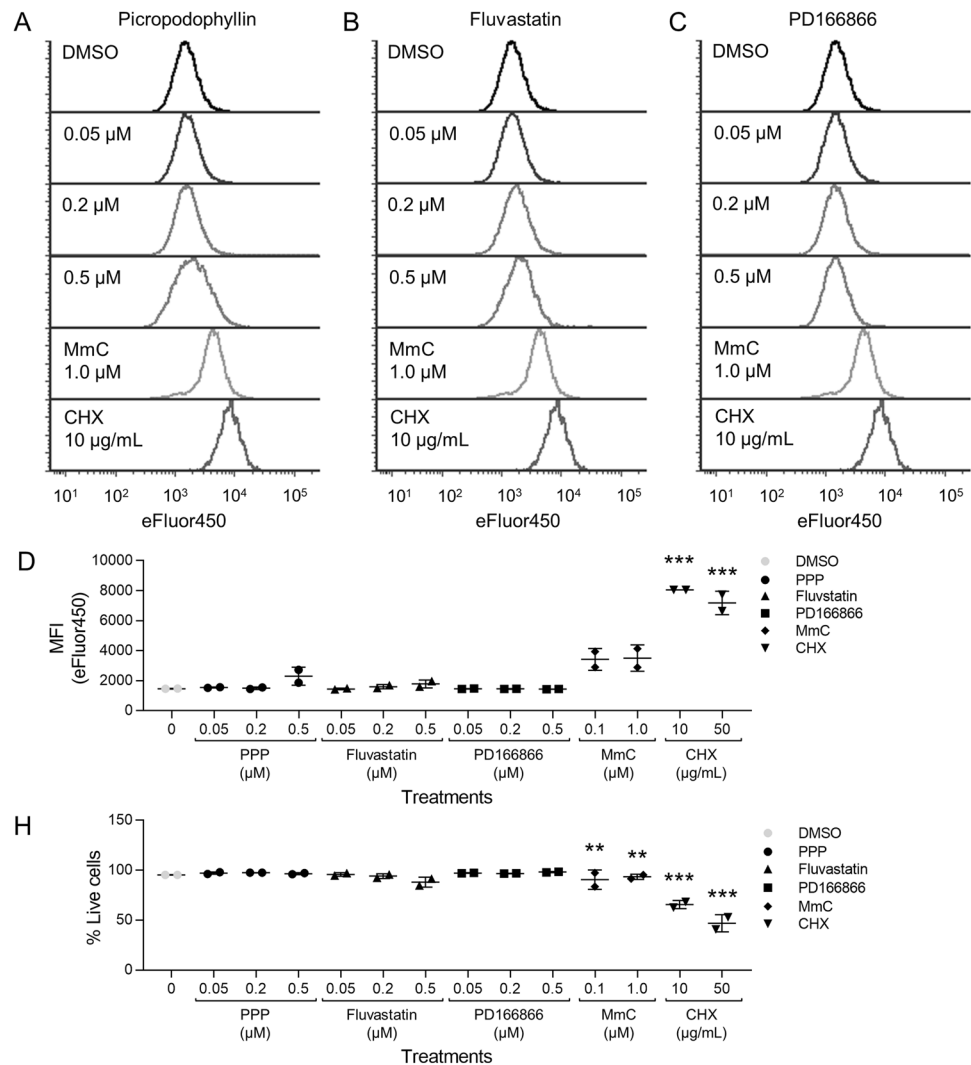 A Picropodophyllin
DMSO
0.05 µM
0.2 µM
0.5 µM
MmC
1.0 µM
CHX
10 µg/mL
10¹ 10² 10³ 10⁴ 10⁵
eFluor450
B Fluvastatin
DMSO
0.05 µM
0.2 µM
0.5 µM
MmC
1.0 µM
CHX
10 µg/mL
10¹ 10² 10³ 10⁴ 10⁵
eFluor450
C PD166866
DMSO
0.05 µM
0.2 µM
0.5 µM
MmC
1.0 µM
CHX
10 µg/mL
10¹ 10² 10³ 10⁴ 10⁵
eFluor450
D
MFI
(eFluor450)
10000
8000
6000
4000
2000
0
*** ***
0 0.05 0.2 0.5 0.05 0.2 0.5 0.05 0.2 0.5 0.1 1.0 10 50
PPP Fluvastatin PD166866 MmC CHX
(µM) (µM) (µM) (µM) (µg/mL)
Treatments
DMSO
PPP
Fluvstatin
PD166866
MmC
CHX
H
% Live cells
150
100
50
0
** ** *** ***
0 0.05 0.2 0.5 0.05 0.2 0.5 0.05 0.2 0.5 0.1 1.0 10 50
PPP Fluvastatin PD166866 MmC CHX
(µM) (µM) (µM) (µM) (µg/mL)
Treatments
DMSO
PPP
Fluvastatin
PD166866
MmC
CHX